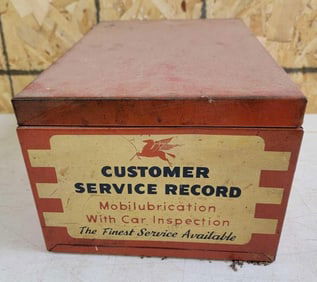 CUSTOMER
SERVICE RECORD
Mobilubrication
With Car Inspection
The Finest Service Available